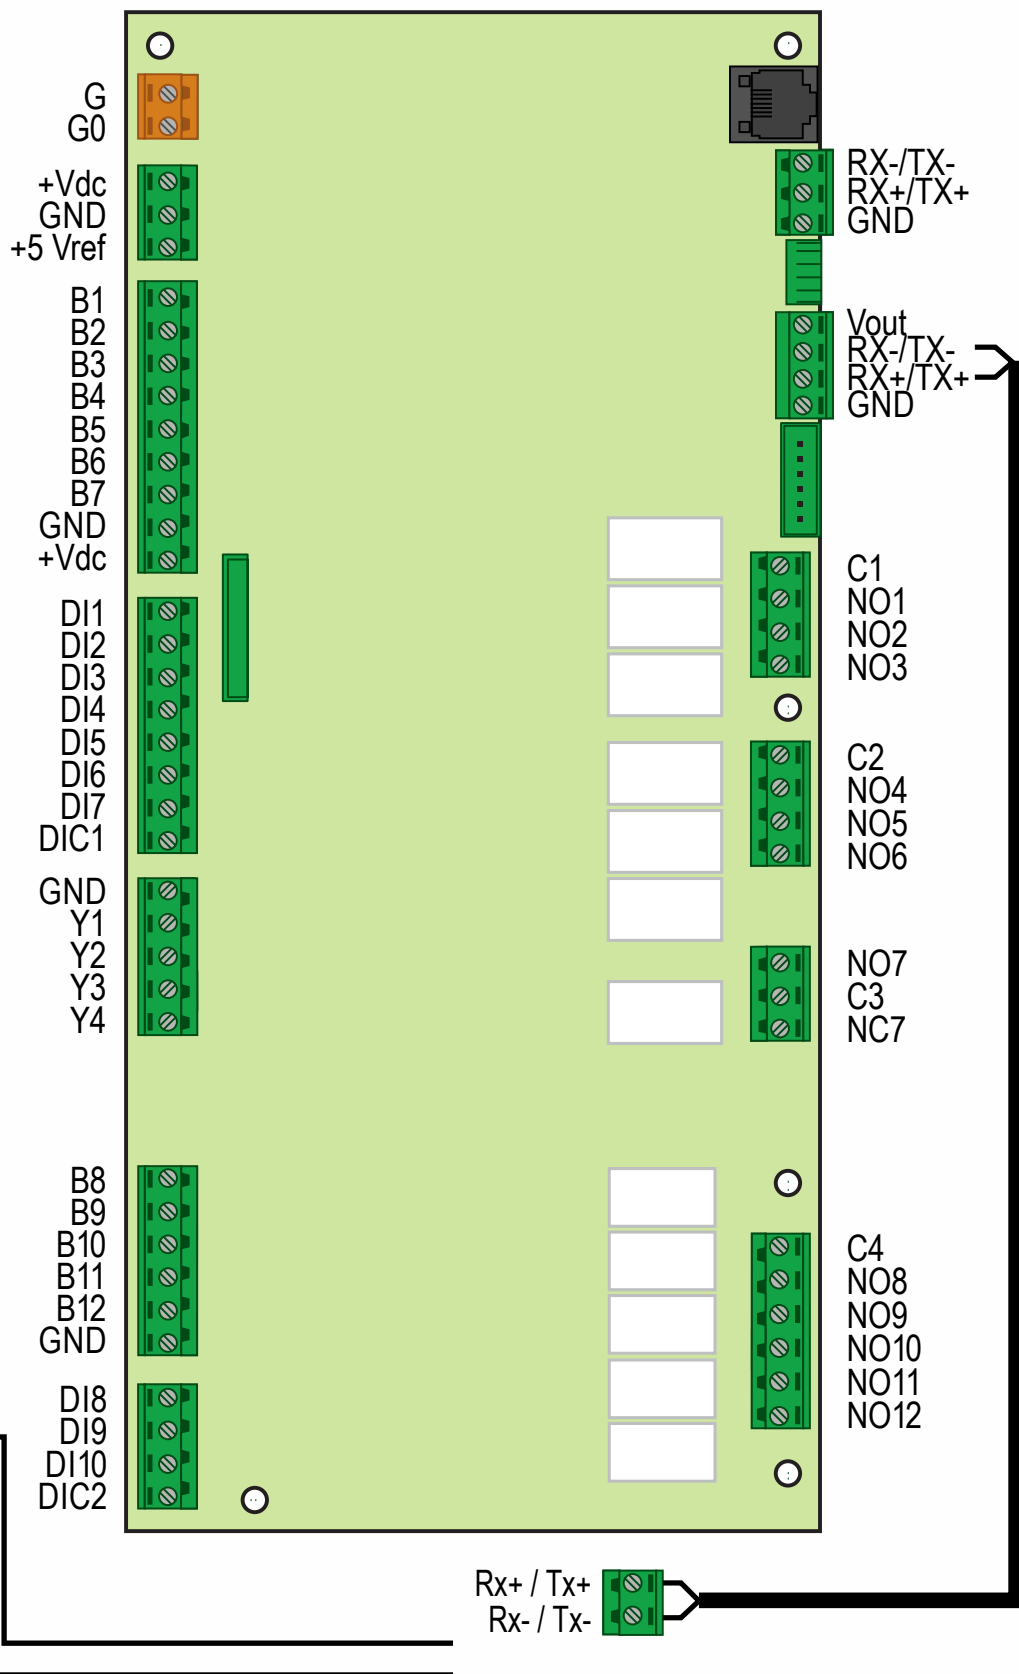 G
G0
+Vdc
GND
+5 Vref
B1
B2
B3
B4
B5
B6
B7
GND
+Vdc
DI1
DI2
DI3
DI4
DI5
DI6
DI7
DIC1
GND
Y1
Y2
Y3
Y4
B8
B9
B10
B11
B12
GND
DI8
DI9
DI10
DIC2
RX-/TX-
RX+/TX+
GND
Vout
RX-/TX-
RX+/TX+
GND
C1
NO1
NO2
NO3
C2
NO4
NO5
NO6
NO7
C3
NC7
C4
NO8
NO9
NO10
NO11
NO12
Rx+ / Tx+
Rx- / Tx-